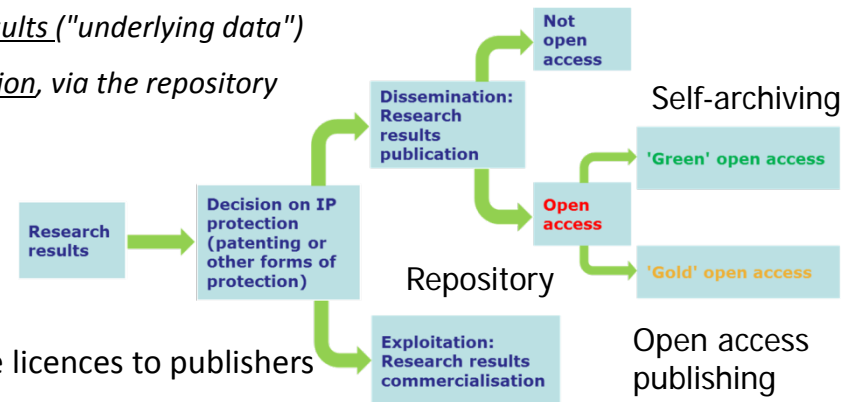 sults ("underlying data")
ion, via the repository
Not
open
access
Dissemination:
Research
results
publication
Self-archiving
'Green' open access
Research
results
Decision on IP
protection
(patenting or
other forms of
protection)
Open
access
Repository
'Gold' open access
e licences to publishers
Exploitation:
Research results
commercialisation
Open access
publishing